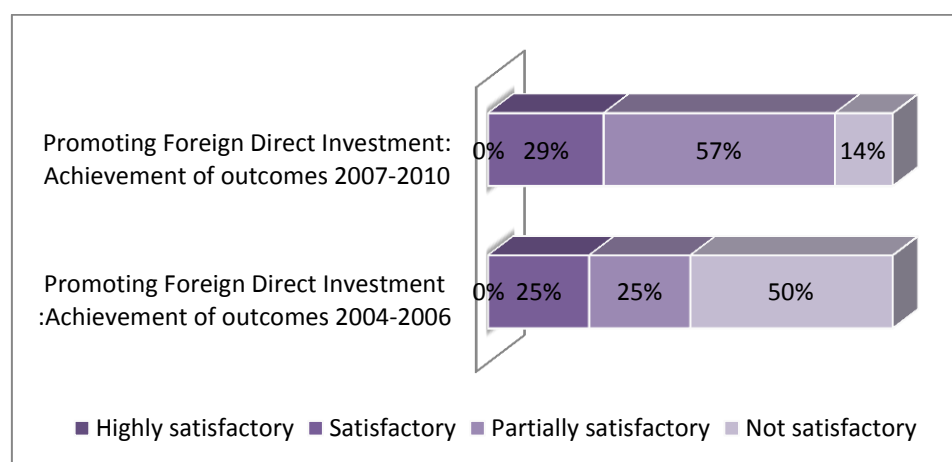 Promoting Foreign Direct Investment:
Achievement of outcomes 2007-2010
0% 29% 57% 14%
Promoting Foreign Direct Investment
:Achievement of outcomes 2004-2006
0% 25% 25% 50%
Highly satisfactory Satisfactory Partially satisfactory Not satisfactory